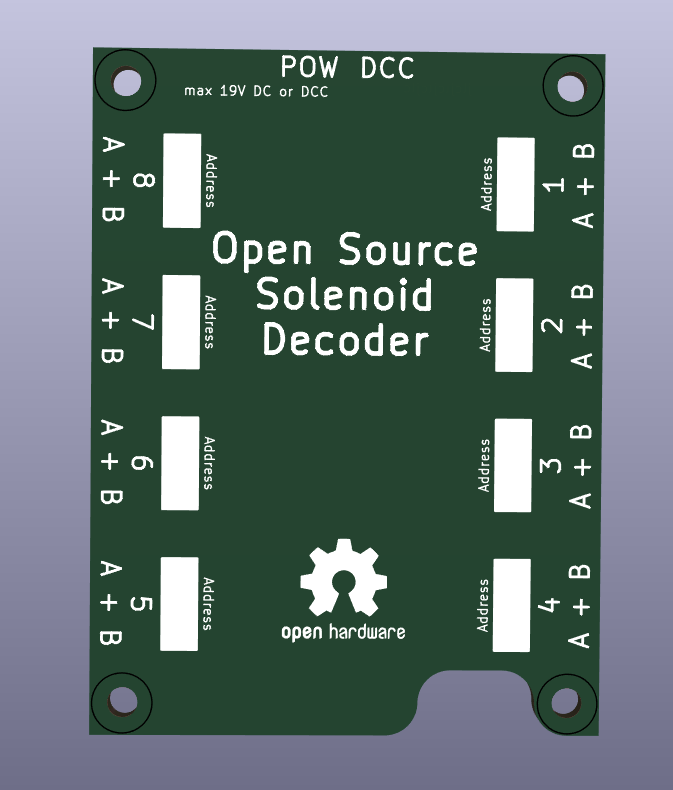 POW DCC
max 19V DC or DCC
A + B
8
Address
Address
1
A + B
Open Source
Solenoid
Decoder
A + B
7
Address
Address
2
A + B
A + B
6
Address
Address
3
A + B
A + B
5
Address
Address
4
A + B
open hardware